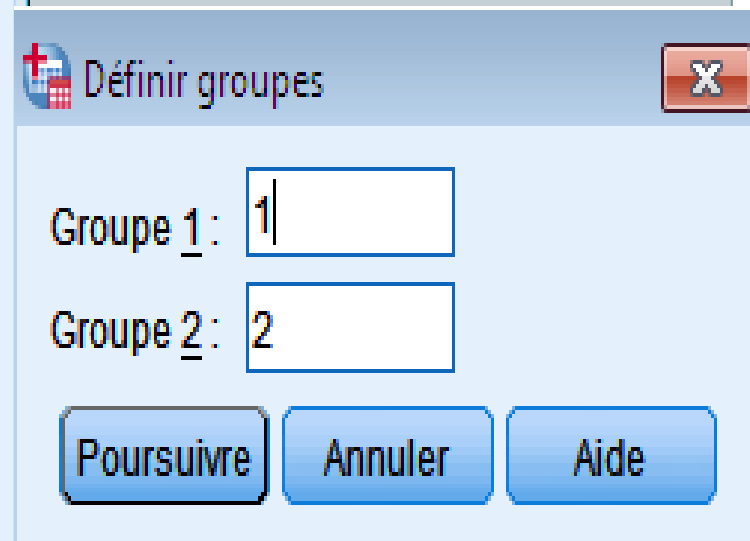 Définir groupes
Groupe 1 : 1
Groupe 2 : 2
Poursuivre Annuler Aide